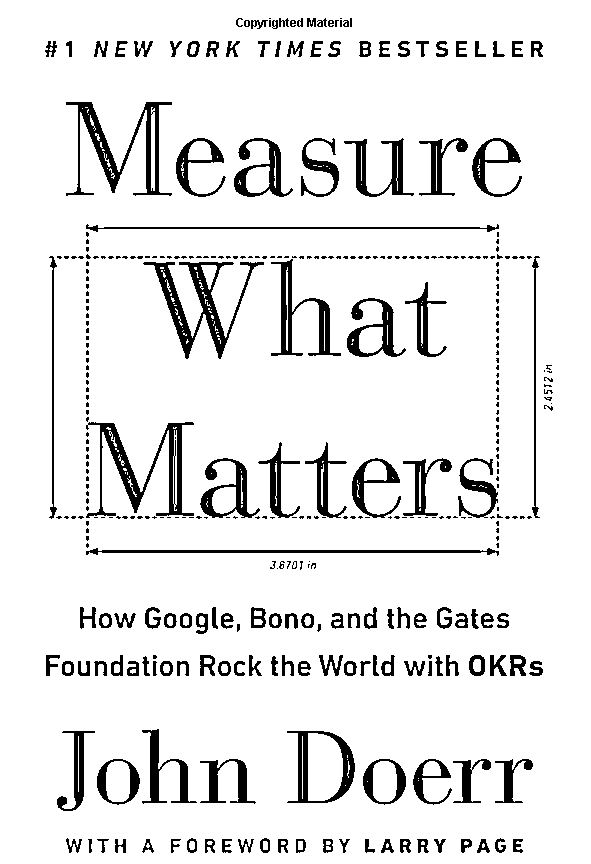 Copyrighted Material
#1 NEW YORK TIMES BESTSELLER
Measure
What
2.4512 in
Matters
3.8701 in
How Google, Bono, and the Gates
Foundation Rock the World with OKRs
John Doerr
WITH A FOREWORD BY LARRY PAGE